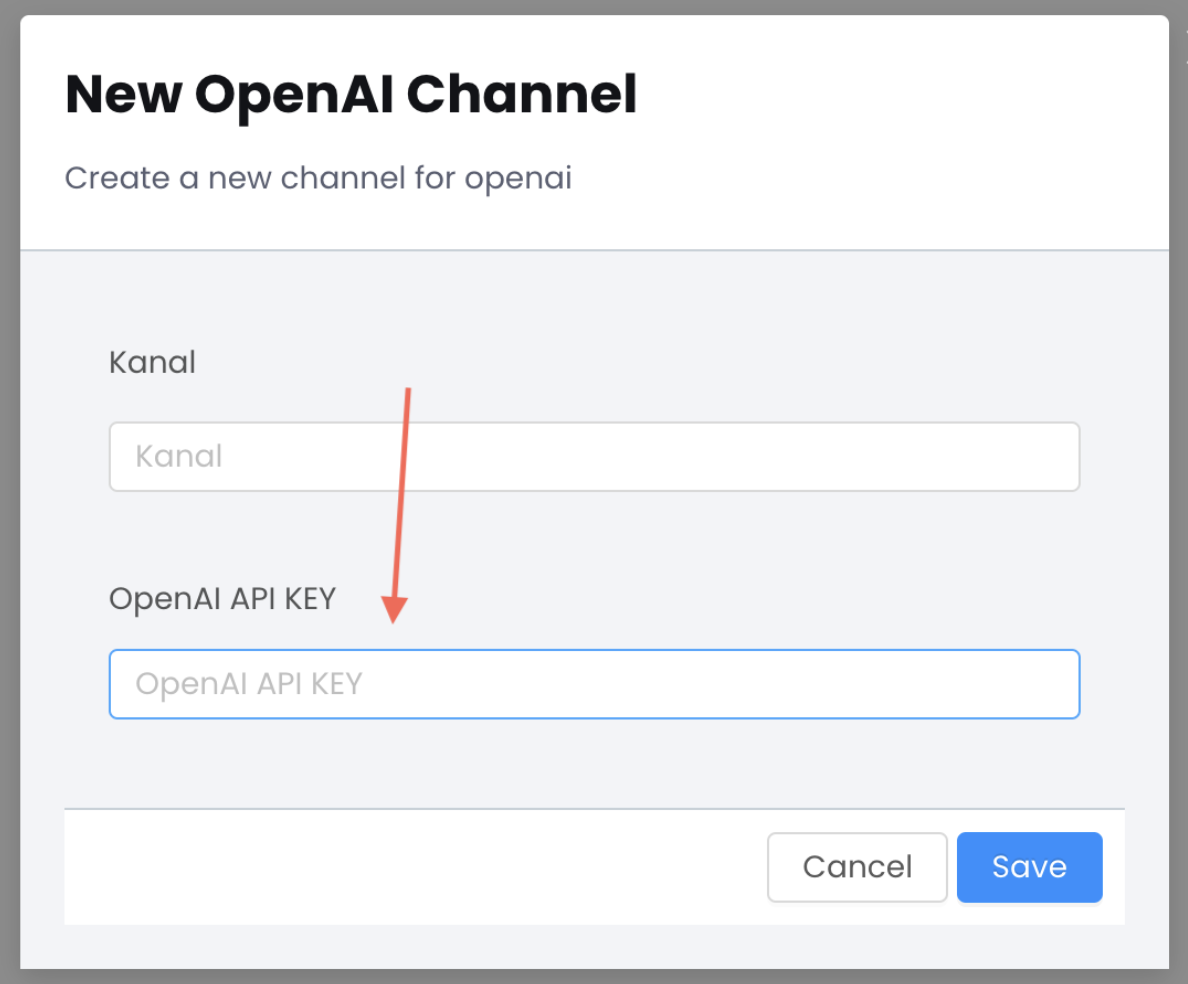 New OpenAI Channel
Create a new channel for openai
Kanal
Kanal
OpenAI API KEY
OpenAI API KEY
Cancel Save